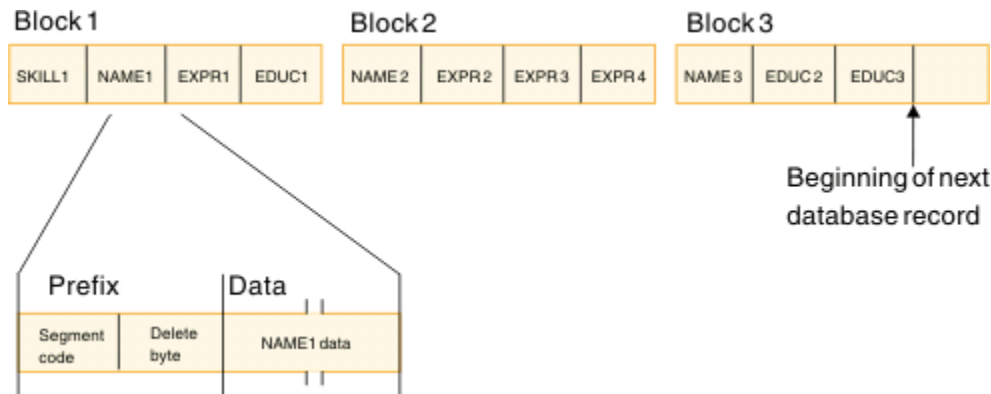 Block 1
Block 2
Block 3
SKILL1
NAME1
EXPR1
EDUC1
NAME 2
EXPR 2
EXPR 3
EXPR 4
NAME 3
EDUC 2
EDUC3
Beginning of next
database record
Prefix
Data
Segment
code
Delete
byte
NAME1 data